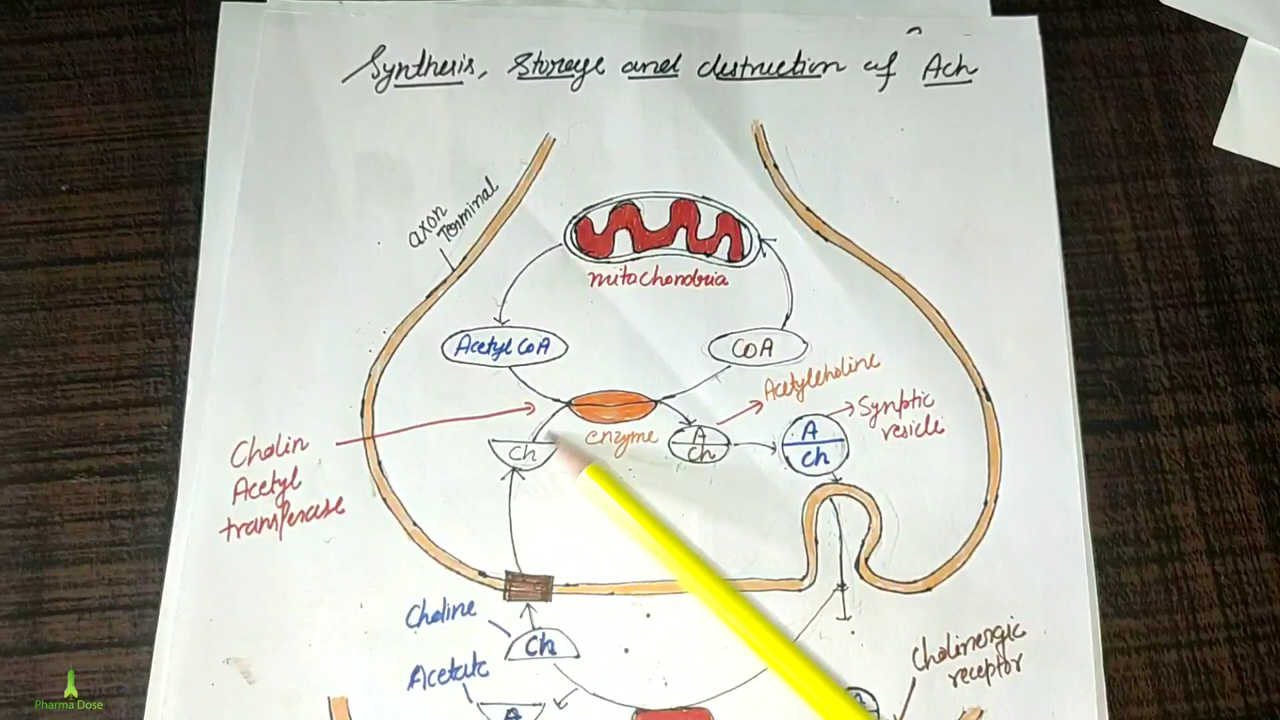 Synthesis, Storage and destruction of Ach
axon
Terminal
mitochondria
Acetyl CoA
COA
Acetylcholine
Synptic
vesicle
enzyme
A
Ch
A
Ch
Ch
Cholin
Acetyl
transferase
Choline
Ch
Acetate
A
Cholinergic
receptor
Pharma Dose